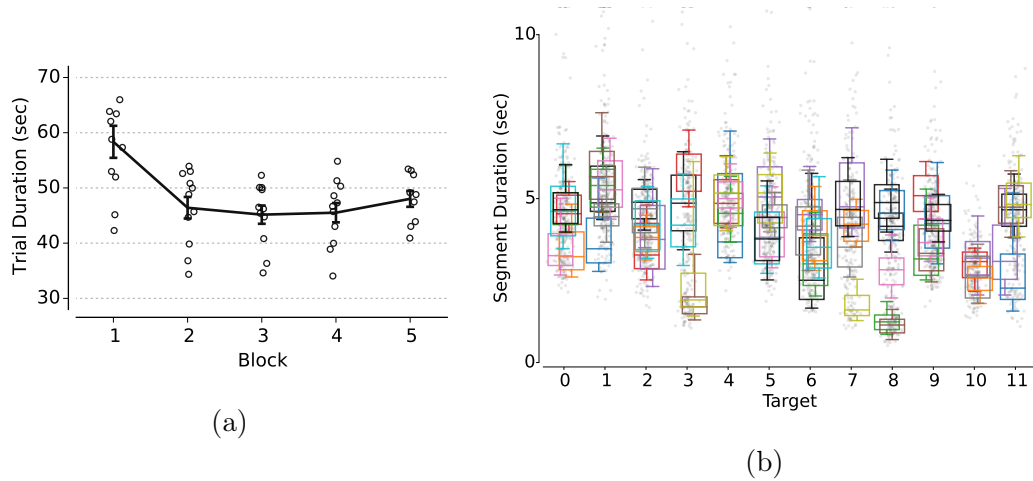 70
60
50
40
30
Trial Duration (sec)
1 2 3 4 5
Block
(a)
10
5
0
Segment Duration (sec)
0 1 2 3 4 5 6 7 8 9 10 11
Target
(b)